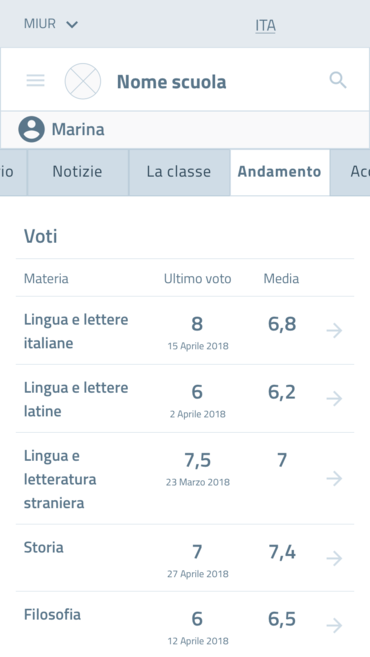 MIUR
ITA
Nome scuola
Marina
io Notizie La classe Andamento Acc
Voti
Materia Ultimo voto Media
Lingua e lettere italiane 8 6,8
15 Aprile 2018
Lingua e lettere latine 6 6,2
2 Aprile 2018
Lingua e letteratura straniera 7,5 7
23 Marzo 2018
Storia 7 7,4
27 Aprile 2018
Filosofia 6 6,5
12 Aprile 2018